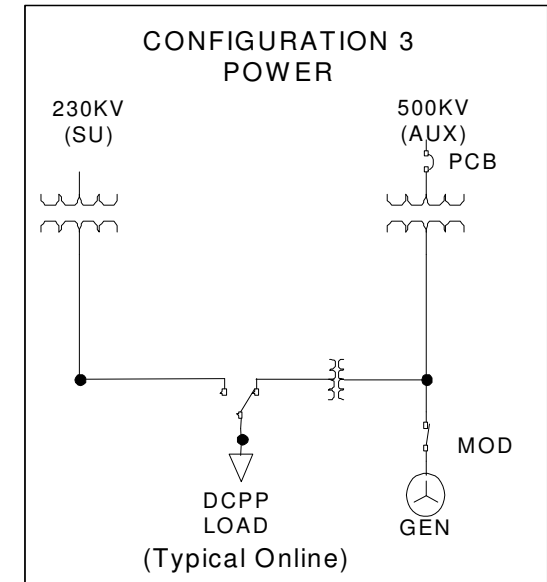 CONFIGURATION 3
POWER
230KV
(SU)
500KV
(AUX)
PCB
MOD
DCPP
LOAD
GEN
(Typical Online)